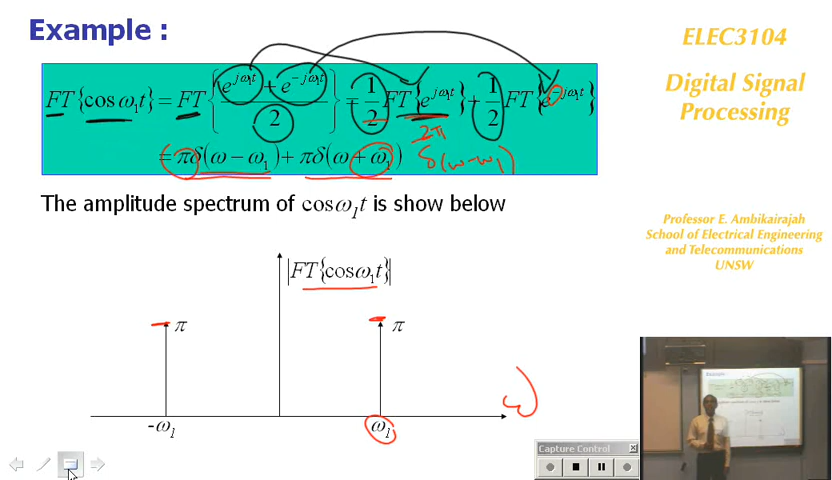 Example :
FT{cosω₁t} = FT{(e^{jω₁t} + e^{-jω₁t})/2} = 1/2 FT{e^{jω₁t}} + 1/2 FT{e^{-jω₁t}}
2π
= πδ(ω − ω₁) + πδ(ω + ω₁) δ(ω−ω₁)
The amplitude spectrum of cosω₁t is show below
|FT{cosω₁t}|
π π
ω
-ω₁ ω₁
ELEC3104
Digital Signal
Processing
Professor E. Ambikairajah
School of Electrical Engineering
and Telecommunications
UNSW
Capture Control